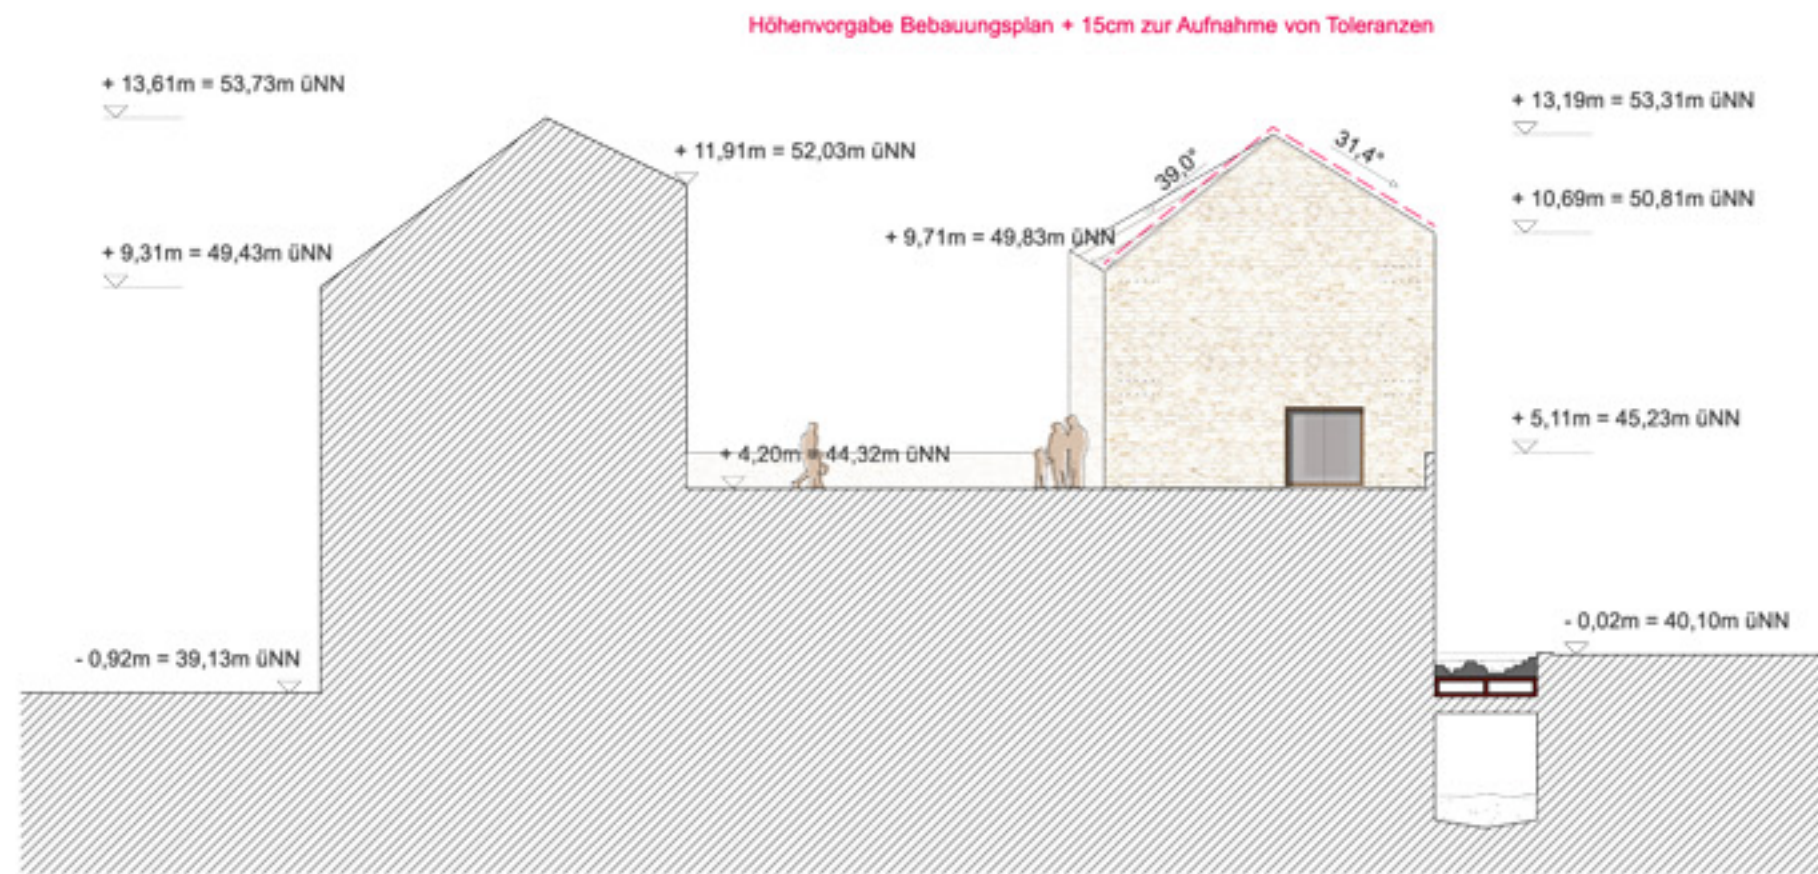 Höhenvorgabe Bebauungsplan + 15cm zur Aufnahme von Toleranzen
+ 13,61m = 53,73m üNN
+ 13,19m = 53,31m üNN
+ 11,91m = 52,03m üNN
39,0°
31,4°
+ 10,69m = 50,81m üNN
+ 9,71m = 49,83m üNN
+ 9,31m = 49,43m üNN
+ 5,11m = 45,23m üNN
+ 4,20m = 44,32m üNN
- 0,02m = 40,10m üNN
- 0,92m = 39,13m üNN